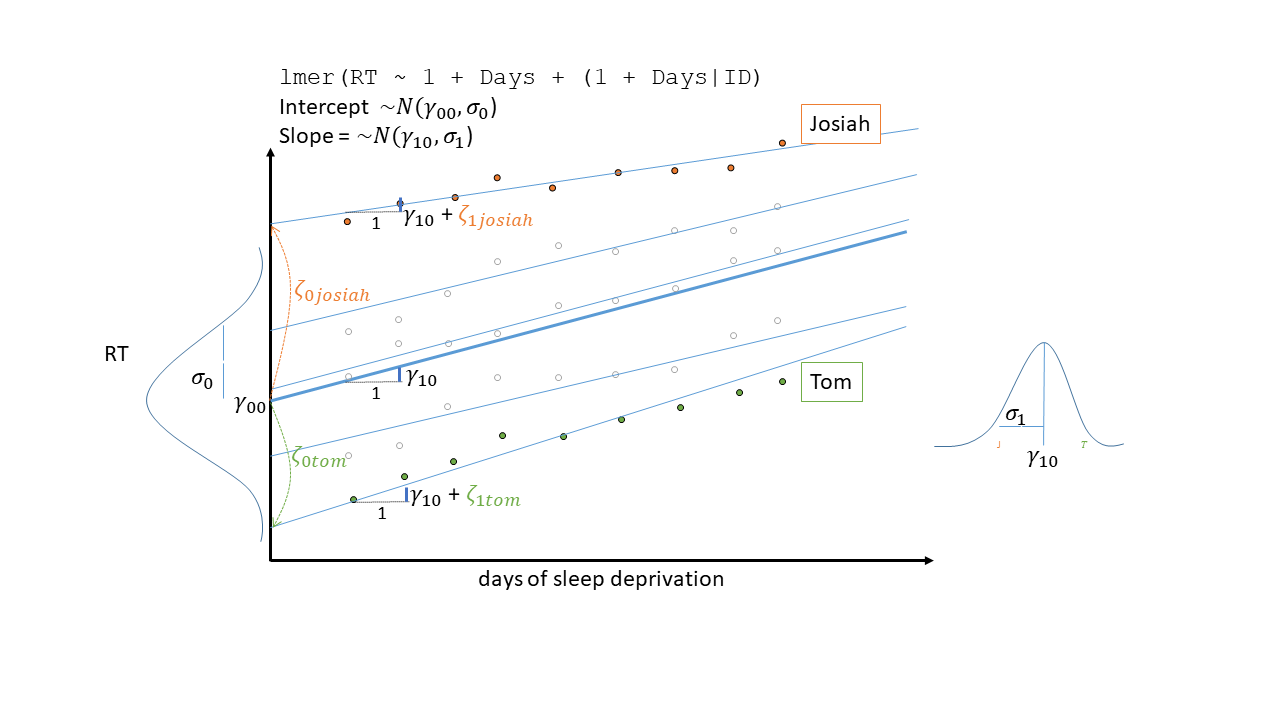 lmer(RT ~ 1 + Days + (1 + Days|ID)
Intercept ~N(γ₀₀, σ₀)
Slope = ~N(γ₁₀, σ₁)
Josiah
1
γ₁₀ + ζ₁josiah
ζ₀josiah
RT
σ₀
γ₀₀
γ₁₀
1
Tom
ζ₀tom
γ₁₀ + ζ₁tom
1
days of sleep deprivation
σ₁
J
T
γ₁₀